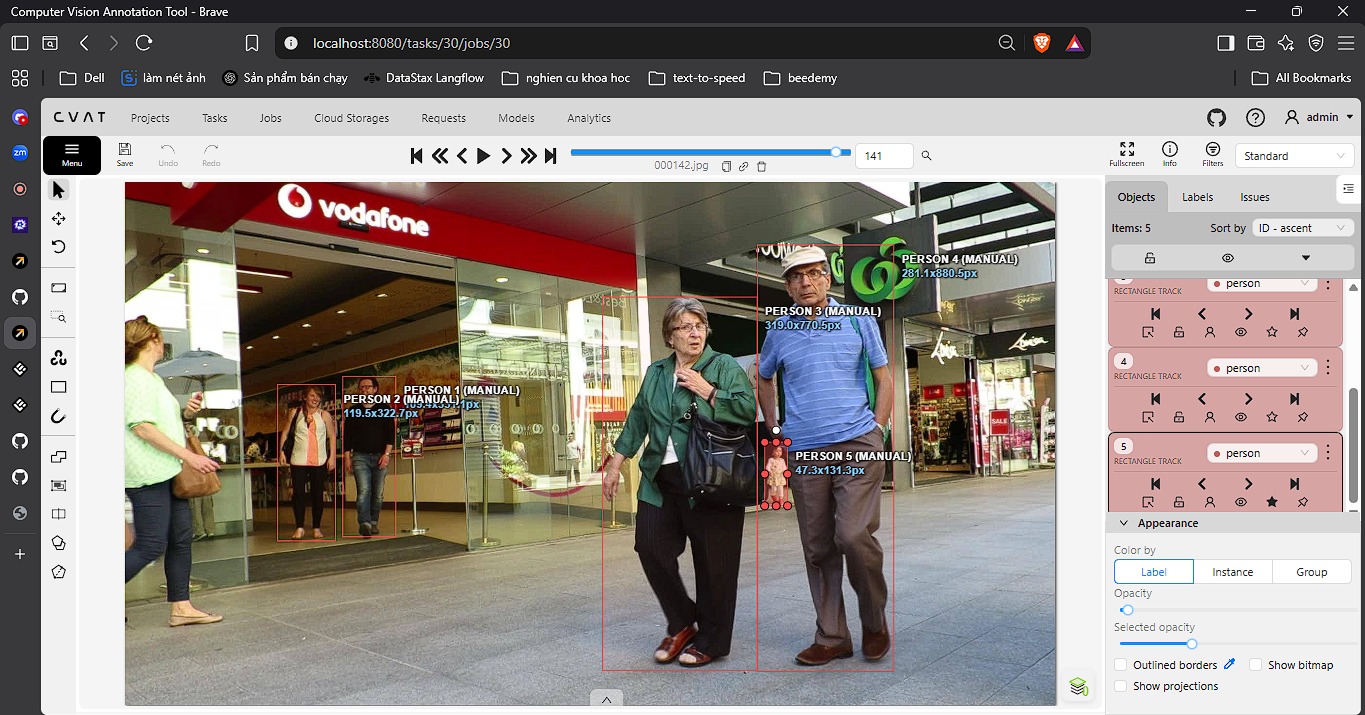 Computer Vision Annotation Tool - Brave
localhost:8080/tasks/30/jobs/30
Dell
làm nét ảnh
Sản phẩm bán chạy
DataStax Langflow
nghien cu khoa hoc
text-to-speed
beedemy
All Bookmarks
zm
CVAT
Projects
Tasks
Jobs
Cloud Storages
Requests
Models
Analytics
admin
Menu
Save
Undo
Redo
000142.jpg
141
Fullscreen
Info
Filters
Standard
Objects
Labels
Issues
Items: 5
Sort by
ID - ascent
RECTANGLE TRACK
person
4
RECTANGLE TRACK
person
5
RECTANGLE TRACK
person
Appearance
Color by
Label
Instance
Group
Opacity
Selected opacity
Outlined borders
Show bitmap
Show projections
vodafone
PERSON 4 (MANUAL)
281.1x880.5px
PERSON 3 (MANUAL)
319.0x770.5px
PERSON 1 (MANUAL)
PERSON 2 (MANUAL)
119.5x322.7px
PERSON 5 (MANUAL)
47.3x131.3px
SALE